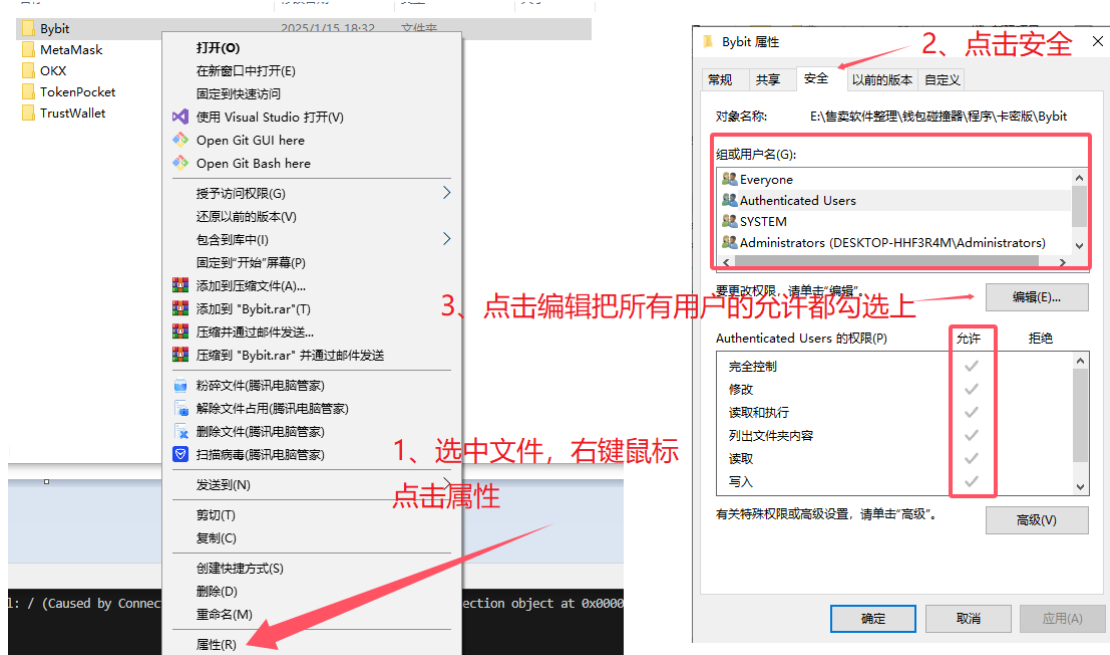 Bybit
2025/1/15 18:32
文件夹
MetaMask
OKX
TokenPocket
TrustWallet
打开(O)
在新窗口中打开(E)
固定到快速访问
使用 Visual Studio 打开(V)
Open Git GUI here
Open Git Bash here
授予访问权限(G)
还原以前的版本(V)
包含到库中(I)
固定到"开始"屏幕(P)
添加到压缩文件(A)...
添加到 "Bybit.rar"(T)
压缩并通过邮件发送...
压缩到 "Bybit.rar" 并通过邮件发送
粉碎文件(腾讯电脑管家)
解除文件占用(腾讯电脑管家)
删除文件(腾讯电脑管家)
扫描病毒(腾讯电脑管家)
发送到(N)
剪切(T)
复制(C)
创建快捷方式(S)
删除(D)
重命名(M)
属性(R)
1、选中文件，右键鼠标
点击属性
l: / (Caused by Connec
ection object at 0x0000
Bybit 属性
2、点击安全
常规
共享
安全
以前的版本
自定义
对象名称:
E:\售卖软件整理\钱包碰撞器\程序\卡密版\Bybit
组或用户名(G):
Everyone
Authenticated Users
SYSTEM
Administrators (DESKTOP-HHF3R4M\Administrators)
要更改权限，请单击"编辑"。
编辑(E)...
3、点击编辑把所有用户的允许都勾选上
Authenticated Users 的权限(P)
允许
拒绝
完全控制
修改
读取和执行
列出文件夹内容
读取
写入
有关特殊权限或高级设置，请单击"高级"。
高级(V)
确定
取消
应用(A)